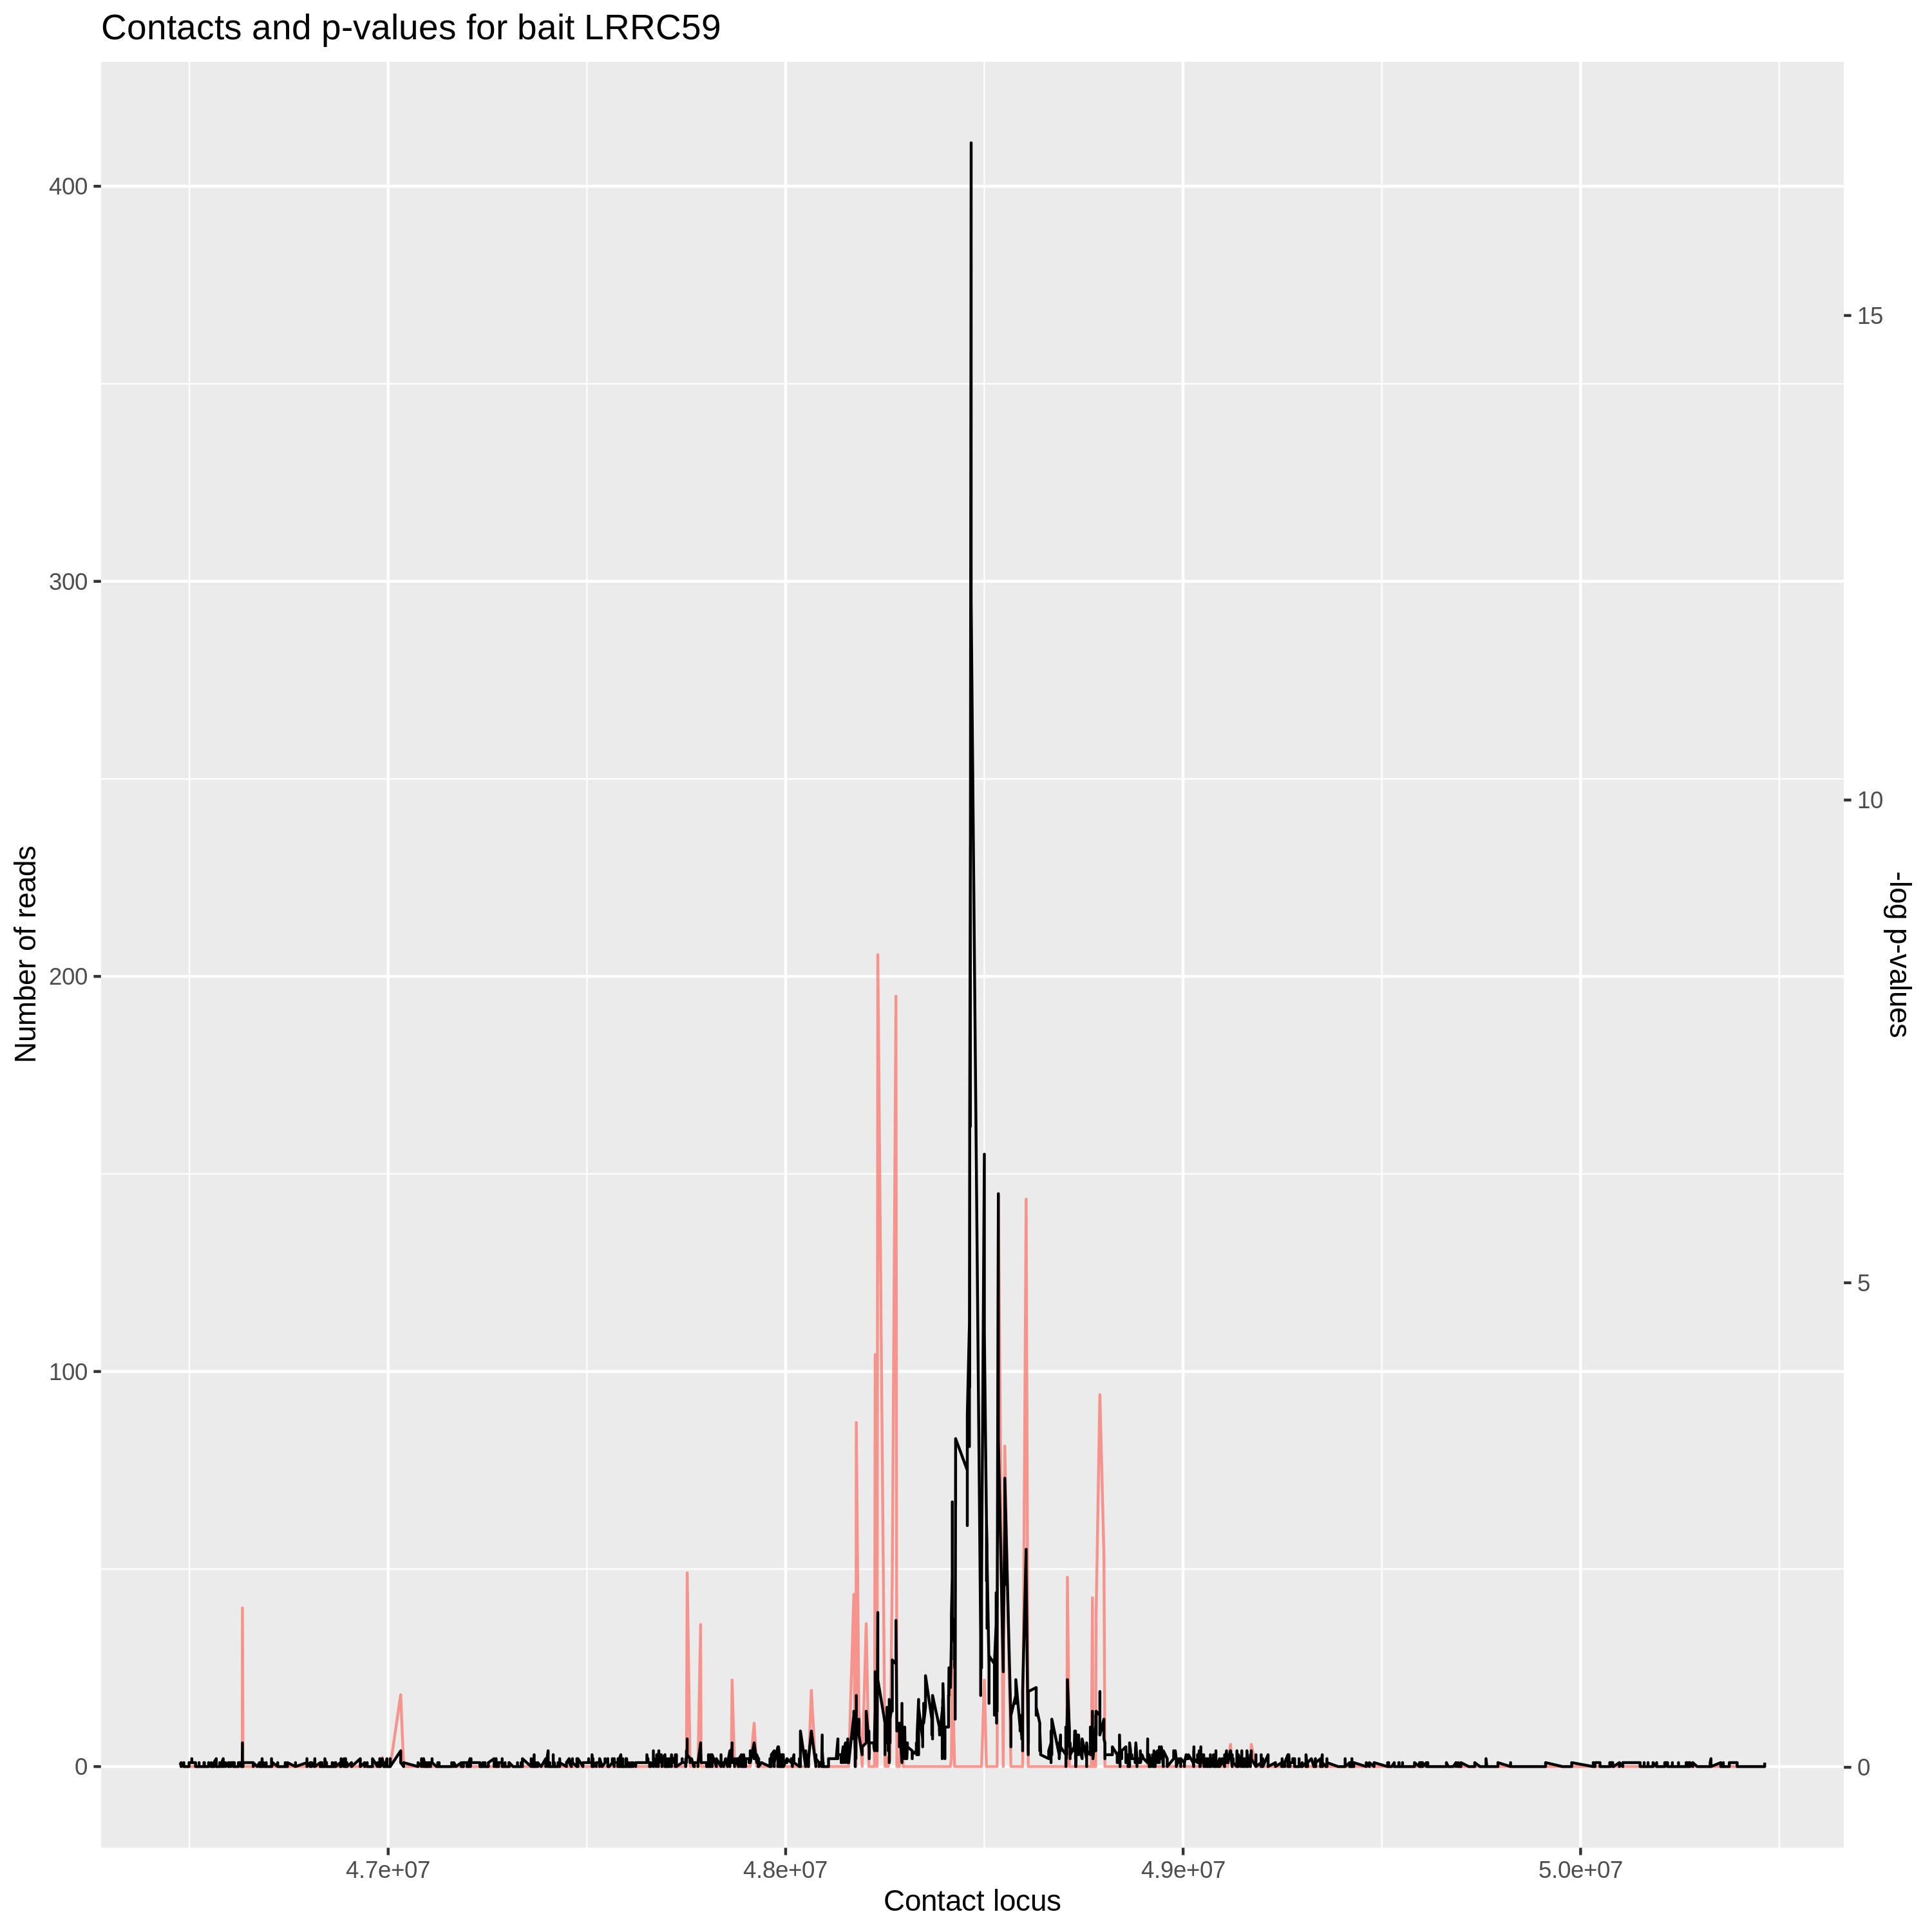 Contacts and p-values for bait LRRC59
400
300
200
100
0
Number of reads
15
10
5
0
-log p-values
4.7e+07
4.8e+07
4.9e+07
5.0e+07
Contact locus